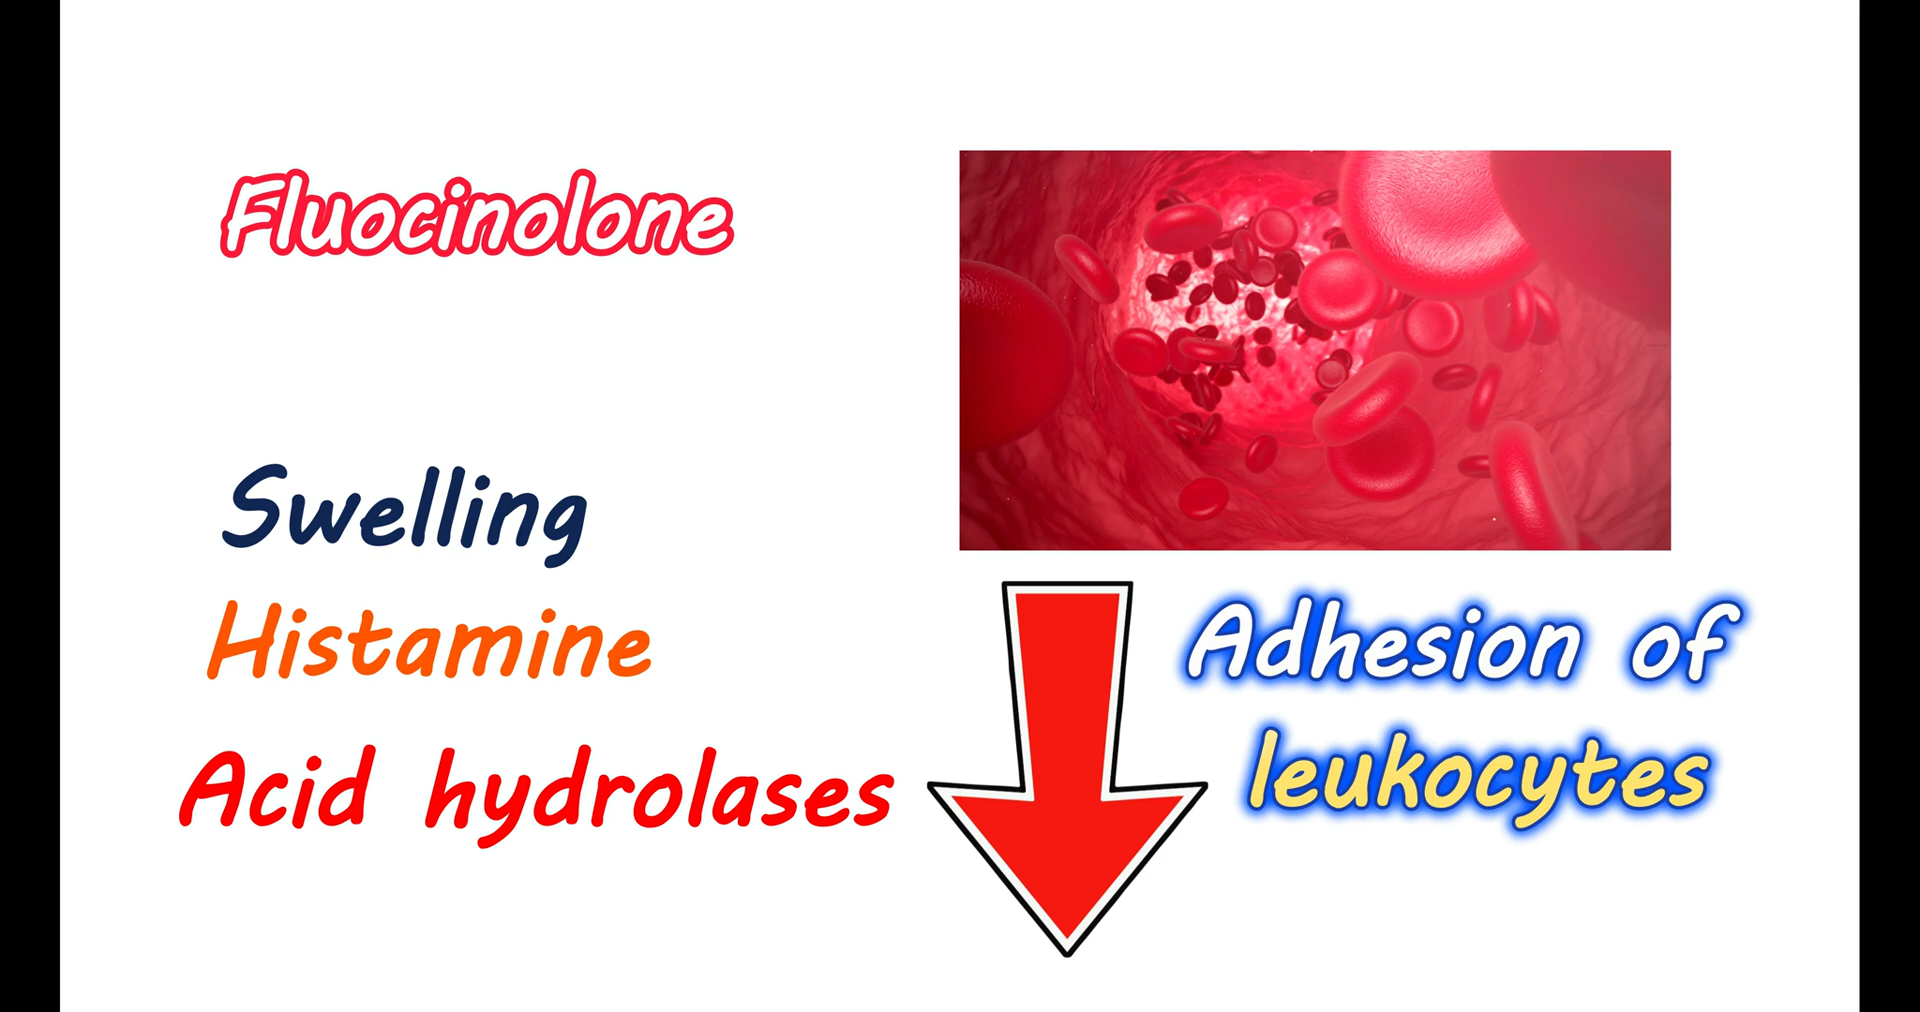 Fluocinolone
Swelling
Histamine
Acid hydrolases
Adhesion of
leukocytes